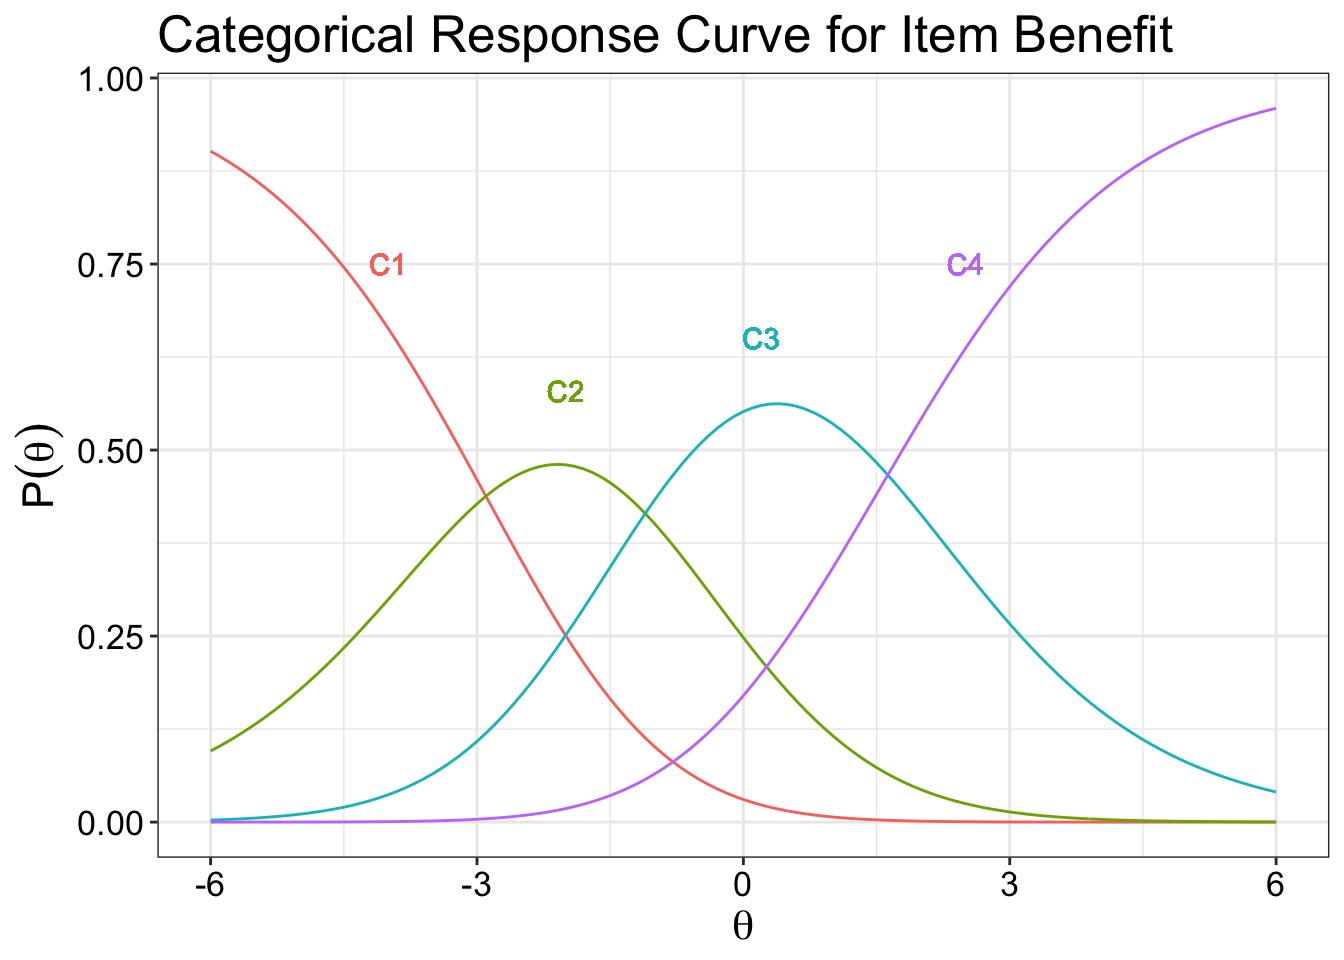 Categorical Response Curve for Item Benefit
1.00
0.75
0.50
0.25
0.00
P(θ)
C1
C2
C3
C4
-6 -3 0 3 6
θ